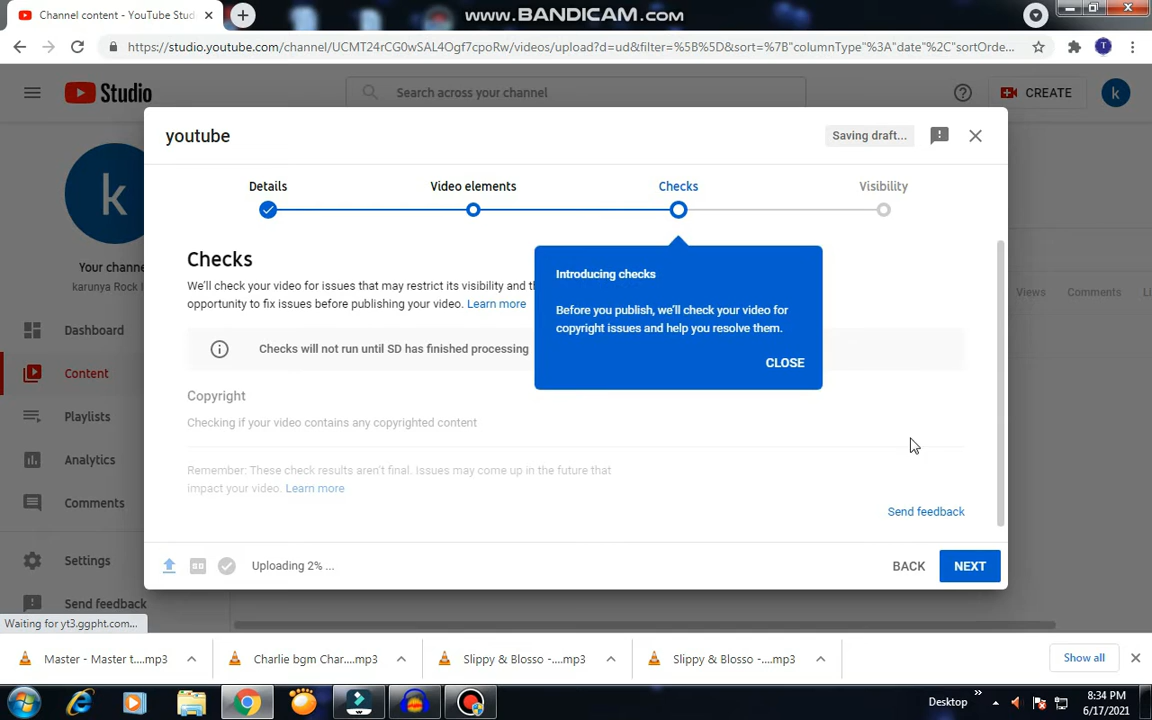 Channel content - YouTube Stud
www.BANDICAM.com
https://studio.youtube.com/channel/UCMT24rCG0wSAL4Ogf7cpoRw/videos/upload?d=ud&filter=%5B%5D&sort=%7B"columnType"%3A"date"%2C"sortOrde...
T
Studio
Search across your channel
CREATE
k
youtube
Saving draft...
Details
Video elements
Checks
Visibility
k
Your chann
karunya Rock
Dashboard
Content
Playlists
Analytics
Comments
Settings
Send feedback
Checks
We'll check your video for issues that may restrict its visibility and th
opportunity to fix issues before publishing your video. Learn more
Checks will not run until SD has finished processing
Introducing checks
Before you publish, we'll check your video for
copyright issues and help you resolve them.
CLOSE
Copyright
Checking if your video contains any copyrighted content
Remember: These check results aren't final. Issues may come up in the future that
impact your video. Learn more
Send feedback
Views
Comments
Li
Uploading 2% ...
BACK
NEXT
Waiting for yt3.ggpht.com...
Master - Master t....mp3
Charlie bgm Char....mp3
Slippy & Blosso -....mp3
Slippy & Blosso -....mp3
Show all
Desktop
8:34 PM
6/17/2021